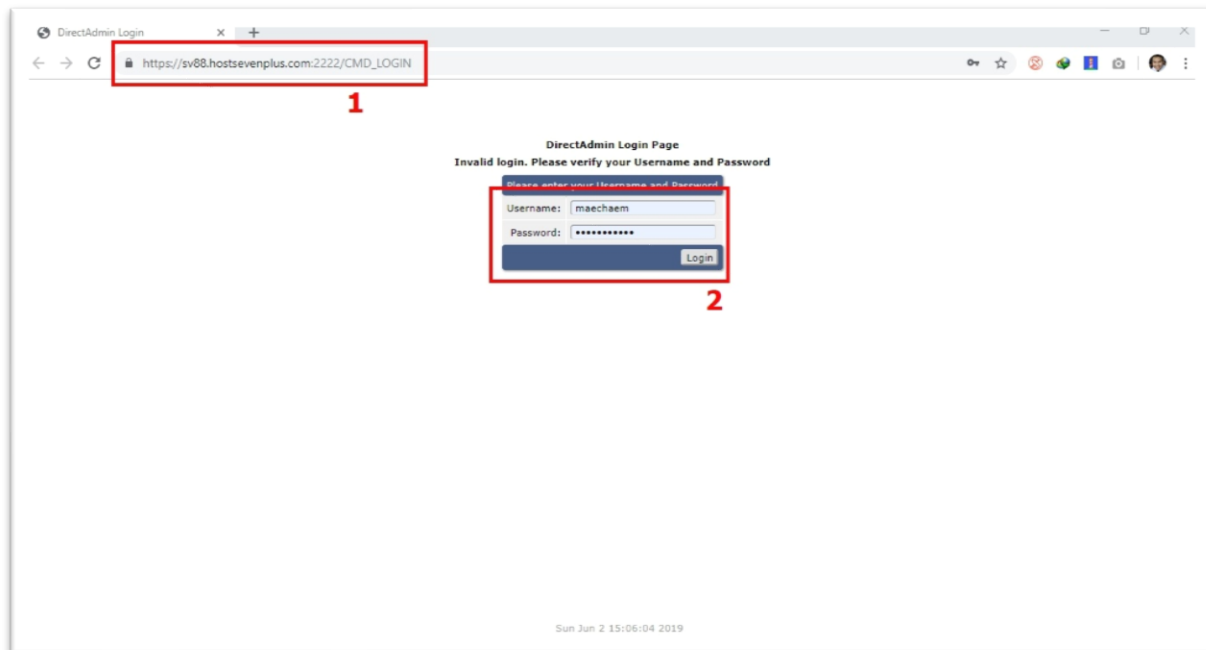 DirectAdmin Login
https://sv88.hostsevenplus.com:2222/CMD_LOGIN
1
DirectAdmin Login Page
Invalid login. Please verify your Username and Password
Please enter your Username and Password
Username: maechaem
Password: •••••••••••
Login
2
Sun Jun 2 15:06:04 2019